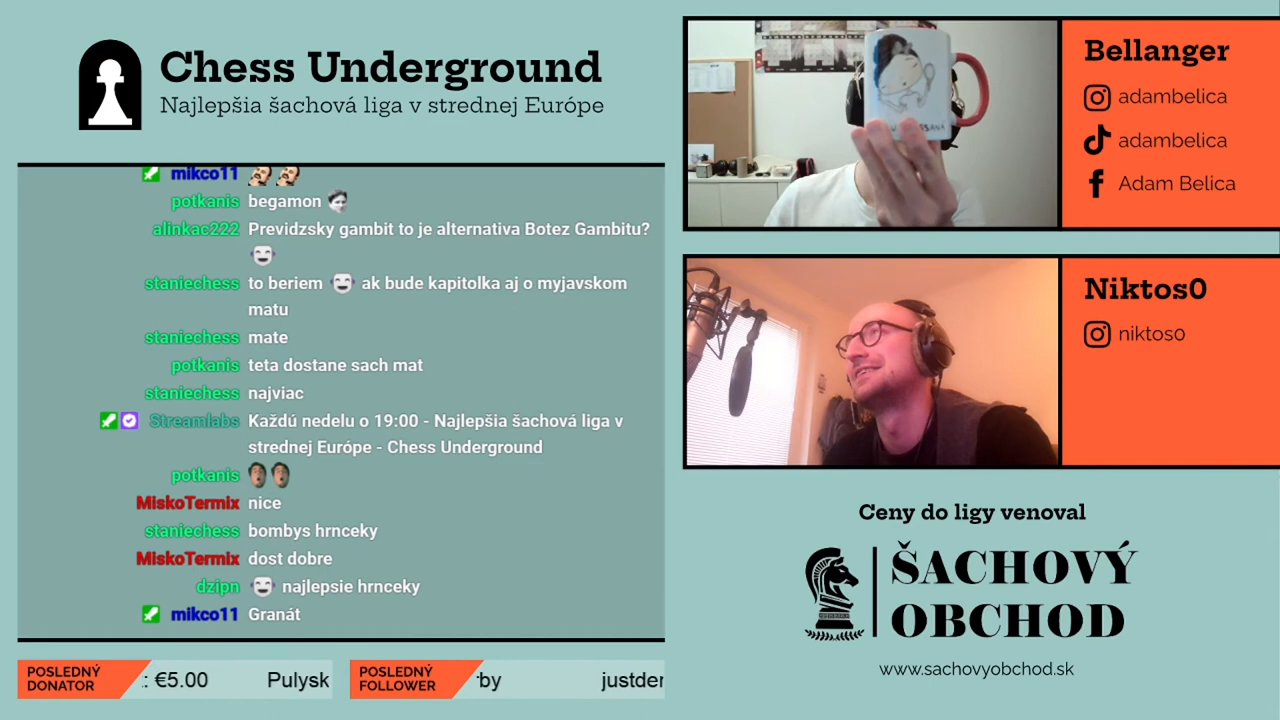 Chess Underground
Najlepšia šachová liga v strednej Európe
mikco11
potkanis begamon
alinkac222 Previdzsky gambit to je alternativa Botez Gambitu?
staniechess to beriem ak bude kapitolka aj o myjavskom
matu
staniechess mate
potkanis teta dostane sach mat
staniechess najviac
Streamlabs Každú nedelu o 19:00 - Najlepšia šachová liga v
strednej Európe - Chess Underground
potkanis
MiskoTermix nice
staniechess bombys hrnceky
MiskoTermix dost dobre
dzipn najlepsie hrnceky
mikco11 Granát
POSLEDNÝ
DONATOR
: €5.00 Pulysk
POSLEDNÝ
FOLLOWER
by justder
Bellanger
adambelica
adambelica
Adam Belica
Niktos0
niktos0
Ceny do ligy venoval
ŠACHOVÝ
OBCHOD
www.sachovyobchod.sk